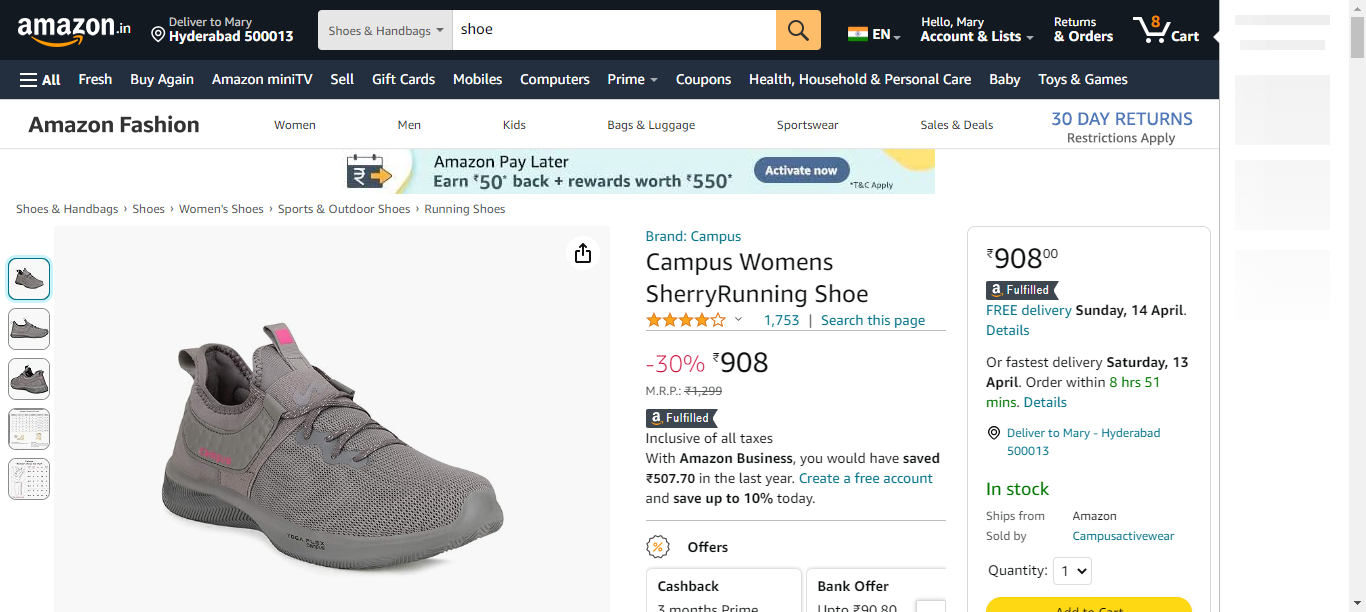 amazon.in
Deliver to Mary
Hyderabad 500013
Shoes & Handbags
shoe
EN
Hello, Mary
Account & Lists
Returns
& Orders
8
Cart
All
Fresh
Buy Again
Amazon miniTV
Sell
Gift Cards
Mobiles
Computers
Prime
Coupons
Health, Household & Personal Care
Baby
Toys & Games
Amazon Fashion
Women
Men
Kids
Bags & Luggage
Sportswear
Sales & Deals
30 DAY RETURNS
Restrictions Apply
Amazon Pay Later
Earn ₹50* back + rewards worth ₹550*
Activate now
*T&C Apply
Shoes & Handbags › Shoes › Women's Shoes › Sports & Outdoor Shoes › Running Shoes
YOGA FLEX
campus
Brand: Campus
Campus Womens
SherryRunning Shoe
1,753 | Search this page
-30% ₹908
M.R.P.: ₹1,299
a Fulfilled
Inclusive of all taxes
With Amazon Business, you would have saved
₹507.70 in the last year. Create a free account
and save up to 10% today.
Offers
Cashback
3 months Prime
Bank Offer
Upto ₹90.80
₹90800
a Fulfilled
FREE delivery Sunday, 14 April.
Details
Or fastest delivery Saturday, 13
April. Order within 8 hrs 51
mins. Details
Deliver to Mary - Hyderabad
500013
In stock
Ships from Amazon
Sold by Campusactivewear
Quantity: 1
Add to Cart